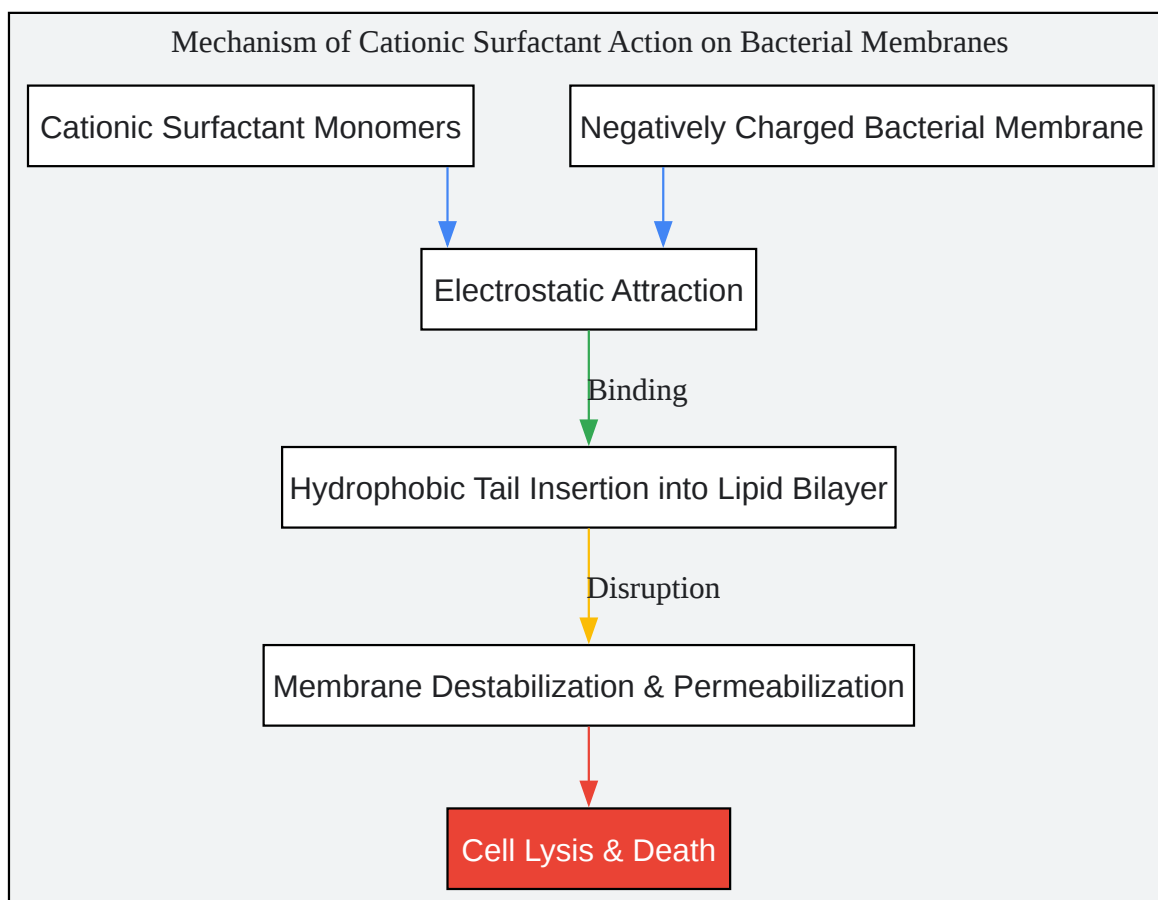 Mechanism of Cationic Surfactant Action on Bacterial Membranes
Cationic Surfactant Monomers
Negatively Charged Bacterial Membrane
Electrostatic Attraction
Binding
Hydrophobic Tail Insertion into Lipid Bilayer
Disruption
Membrane Destabilization & Permeabilization
Cell Lysis & Death